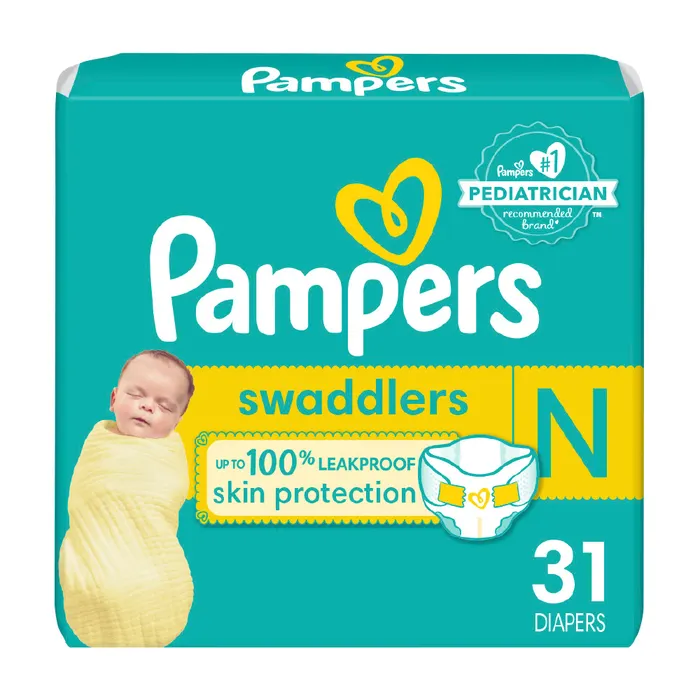 Pampers
Pampers #1
PEDIATRICIAN
recommended
brand*
™
Pampers
swaddlers
N
UP TO 100% LEAKPROOF
skin protection
31
DIAPERS